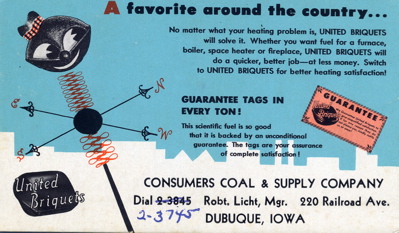 A favorite around the country...
No matter what your heating problem is, UNITED BRIQUETS
will solve it. Whether you want fuel for a furnace,
boiler, space heater or fireplace, UNITED BRIQUETS will
do a quicker, better job—at less money. Switch
to UNITED BRIQUETS for better heating satisfaction!
N
W
GUARANTEE TAGS IN
EVERY TON!
This scientific fuel is so good
that it is backed by an unconditional
guarantee. The tags are your assurance
of complete satisfaction!
GUARANTEE
United
Briquets
CONSUMERS COAL & SUPPLY COMPANY
Dial 2-3845 Robt. Licht, Mgr. 220 Railroad Ave.
2-3745
DUBUQUE, IOWA